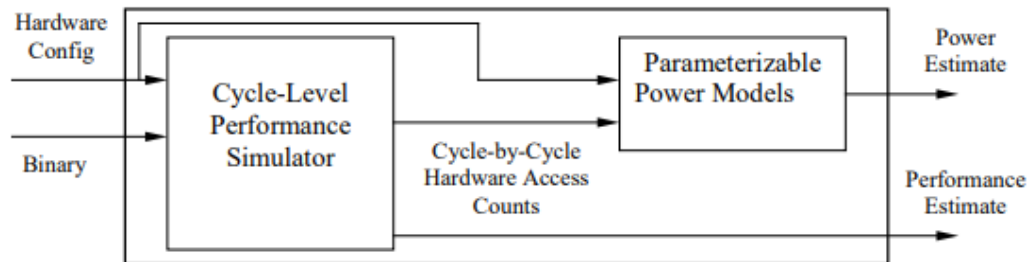 Hardware
Config
Binary
Cycle-Level
Performance
Simulator
Cycle-by-Cycle
Hardware Access
Counts
Parameterizable
Power Models
Power
Estimate
Performance
Estimate